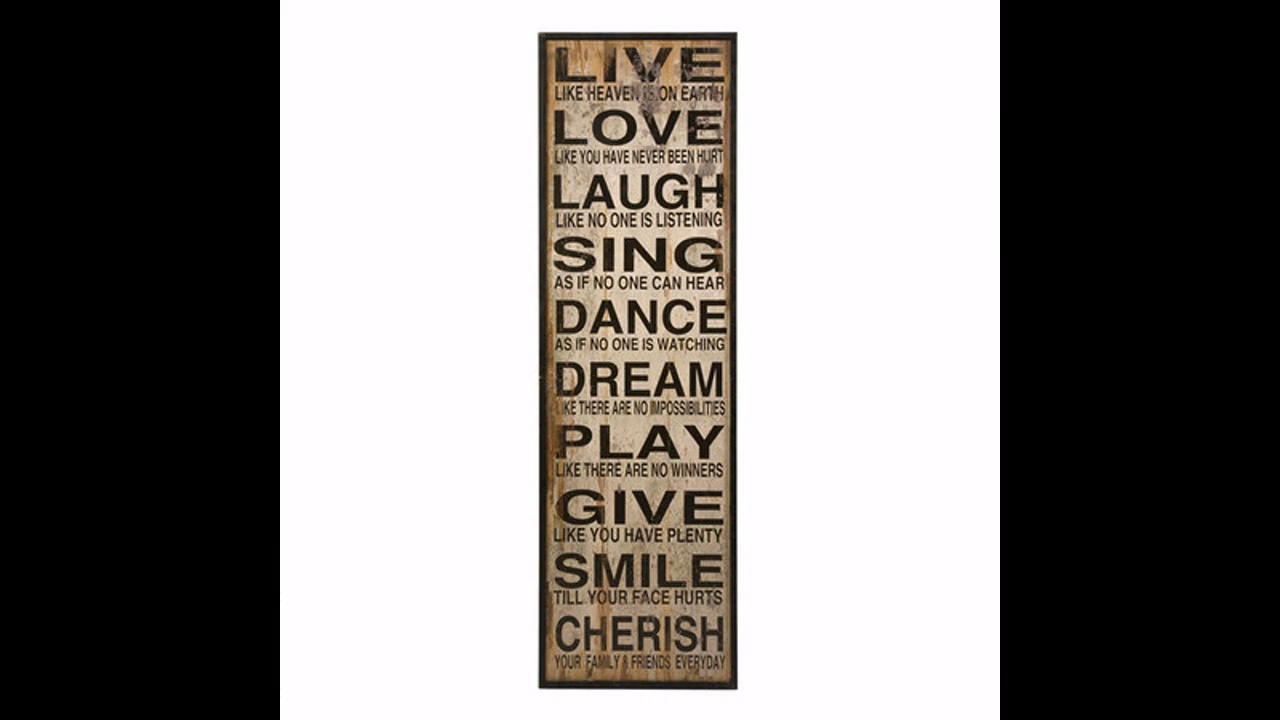 LIVE
LIKE HEAVEN IS ON EARTH
LOVE
LIKE YOU HAVE NEVER BEEN HURT
LAUGH
LIKE NO ONE IS LISTENING
SING
AS IF NO ONE CAN HEAR
DANCE
AS IF NO ONE IS WATCHING
DREAM
LIKE THERE ARE NO IMPOSSIBILITIES
PLAY
LIKE THERE ARE NO WINNERS
GIVE
LIKE YOU HAVE PLENTY
SMILE
TILL YOUR FACE HURTS
CHERISH
YOUR FAMILY & FRIENDS EVERYDAY